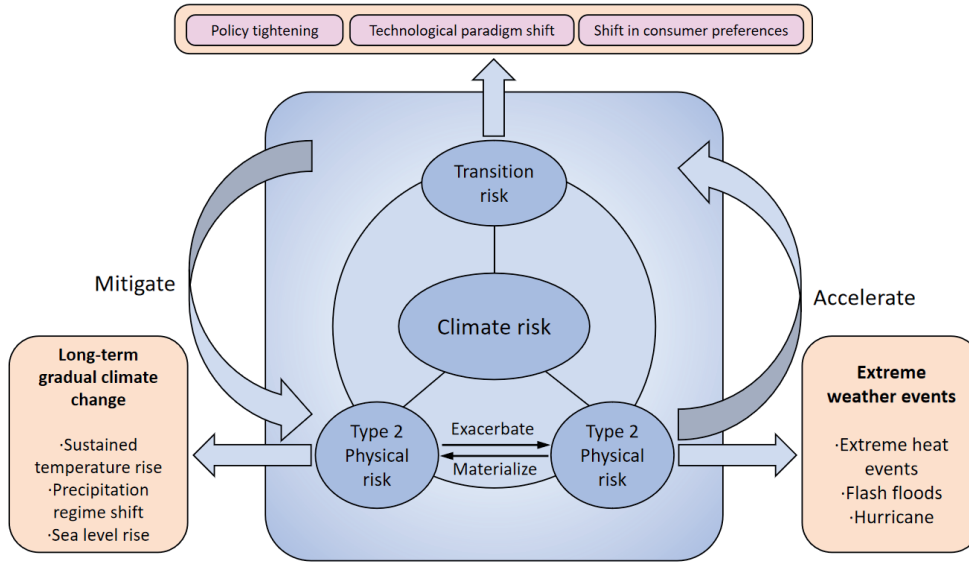 Policy tightening
Technological paradigm shift
Shift in consumer preferences
Transition
risk
Mitigate
Climate risk
Accelerate
Long-term
gradual climate
change
·Sustained
temperature rise
·Precipitation
regime shift
·Sea level rise
Type 2
Physical
risk
Exacerbate
Materialize
Type 2
Physical
risk
Extreme
weather events
·Extreme heat
events
·Flash floods
·Hurricane